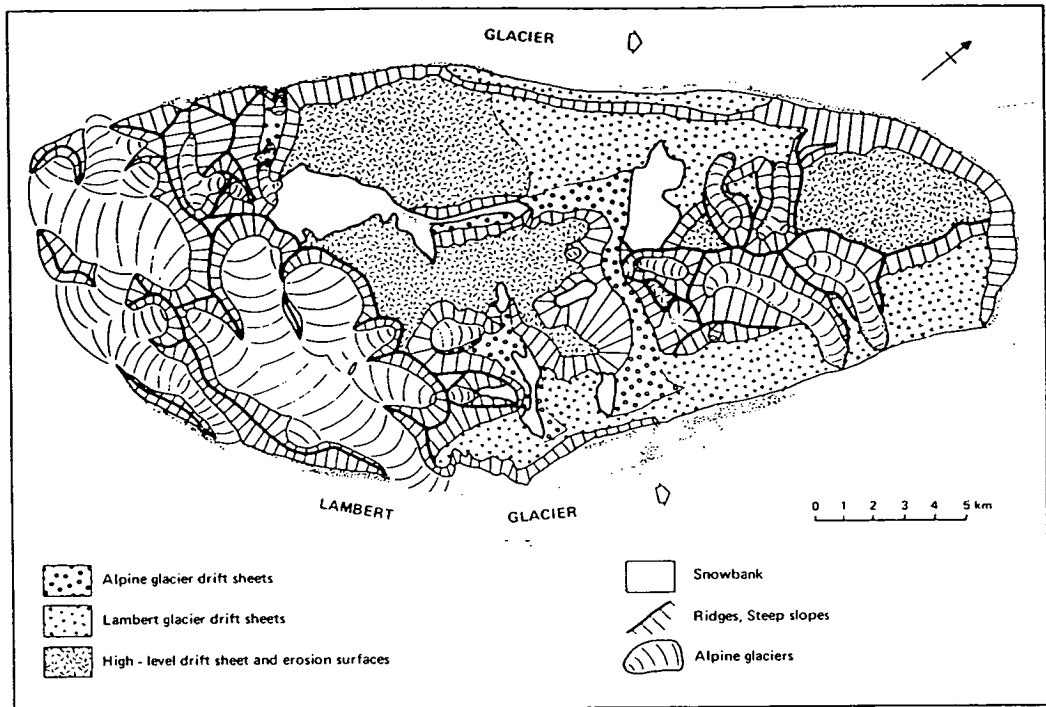 GLACIER
LAMBERT GLACIER
0 1 2 3 4 5 km
Alpine glacier drift sheets
Lambert glacier drift sheets
High - level drift sheet and erosion surfaces
Snowbank
Ridges, Steep slopes
Alpine glaciers